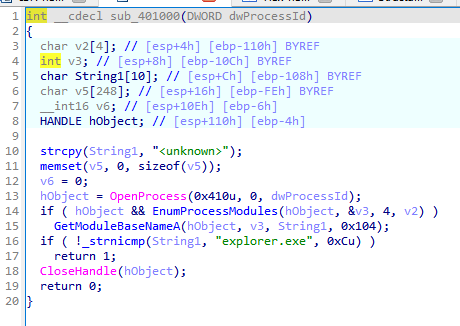 1 int __cdecl sub_401000(DWORD dwProcessId)
2 {
3 char v2[4]; // [esp+4h] [ebp-110h] BYREF
4 int v3; // [esp+8h] [ebp-10Ch] BYREF
5 char String1[10]; // [esp+Ch] [ebp-108h] BYREF
6 char v5[248]; // [esp+16h] [ebp-FEh] BYREF
7 __int16 v6; // [esp+10Eh] [ebp-6h]
8 HANDLE hObject; // [esp+110h] [ebp-4h]
9
10 strcpy(String1, "<unknown>");
11 memset(v5, 0, sizeof(v5));
12 v6 = 0;
13 hObject = OpenProcess(0x410u, 0, dwProcessId);
14 if ( hObject && EnumProcessModules(hObject, &v3, 4, v2) )
15 GetModuleBaseNameA(hObject, v3, String1, 0x104);
16 if ( !_strnicmp(String1, "explorer.exe", 0xCu) )
17 return 1;
18 CloseHandle(hObject);
19 return 0;
20 }